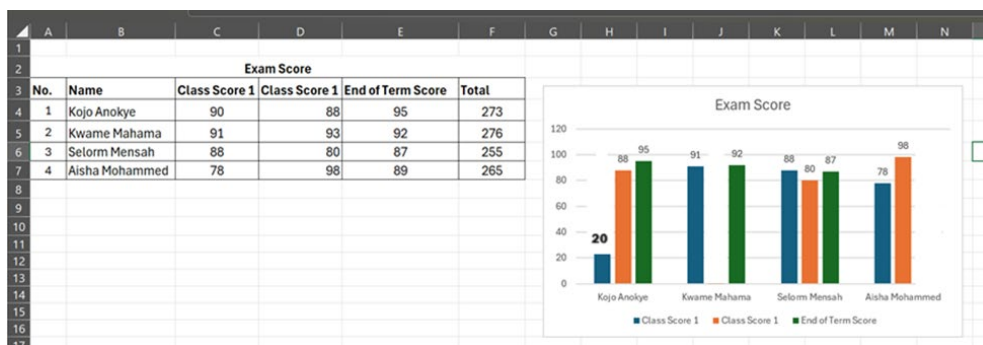 A B C D E F G H I J K L M N
1
2 Exam Score
3 No. Name Class Score 1 Class Score 1 End of Term Score Total
4 1 Kojo Anokye 90 88 95 273
5 2 Kwame Mahama 91 93 92 276
6 3 Selorm Mensah 88 80 87 255
7 4 Aisha Mohammed 78 98 89 265
8
9
10
11
12
13
14
15
16
17
Exam Score
120
100
80
60
40
20
0
20 88 95 91 92 88 80 87 78 98
Kojo Anokye Kwame Mahama Selorm Mensah Aisha Mohammed
Class Score 1 Class Score 1 End of Term Score